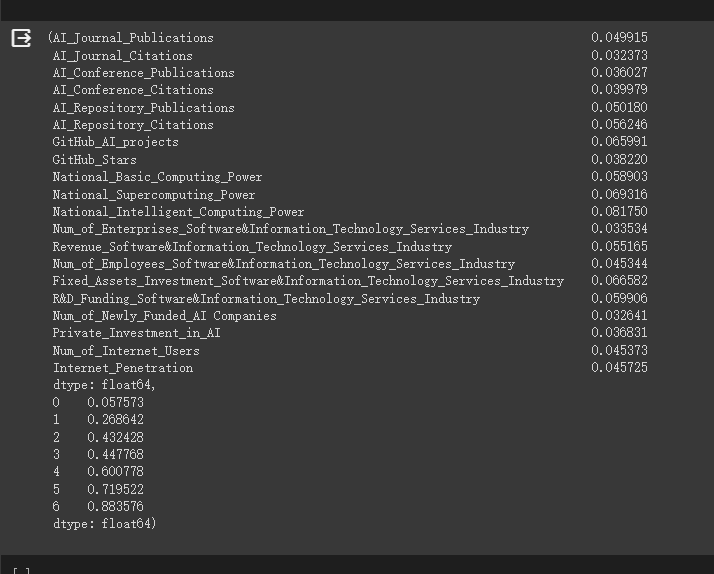 (AI_Journal_Publications 0.049915
AI_Journal_Citations 0.032373
AI_Conference_Publications 0.036027
AI_Conference_Citations 0.039979
AI_Repository_Publications 0.050180
AI_Repository_Citations 0.056246
GitHub_AI_projects 0.065991
GitHub_Stars 0.038220
National_Basic_Computing_Power 0.058903
National_Supercomputing_Power 0.069316
National_Intelligent_Computing_Power 0.081750
Num_of_Enterprises_Software&Information_Technology_Services_Industry 0.033534
Revenue_Software&Information_Technology_Services_Industry 0.055165
Num_of_Employees_Software&Information_Technology_Services_Industry 0.045344
Fixed_Assets_Investment_Software&Information_Technology_Services_Industry 0.066582
R&D_Funding_Software&Information_Technology_Services_Industry 0.059906
Num_of_Newly_Funded_AI Companies 0.032641
Private_Investment_in_AI 0.036831
Num_of_Internet_Users 0.045373
Internet_Penetration 0.045725
dtype: float64,
0 0.057573
1 0.268642
2 0.432428
3 0.447768
4 0.600778
5 0.719522
6 0.883576
dtype: float64)
[ ]